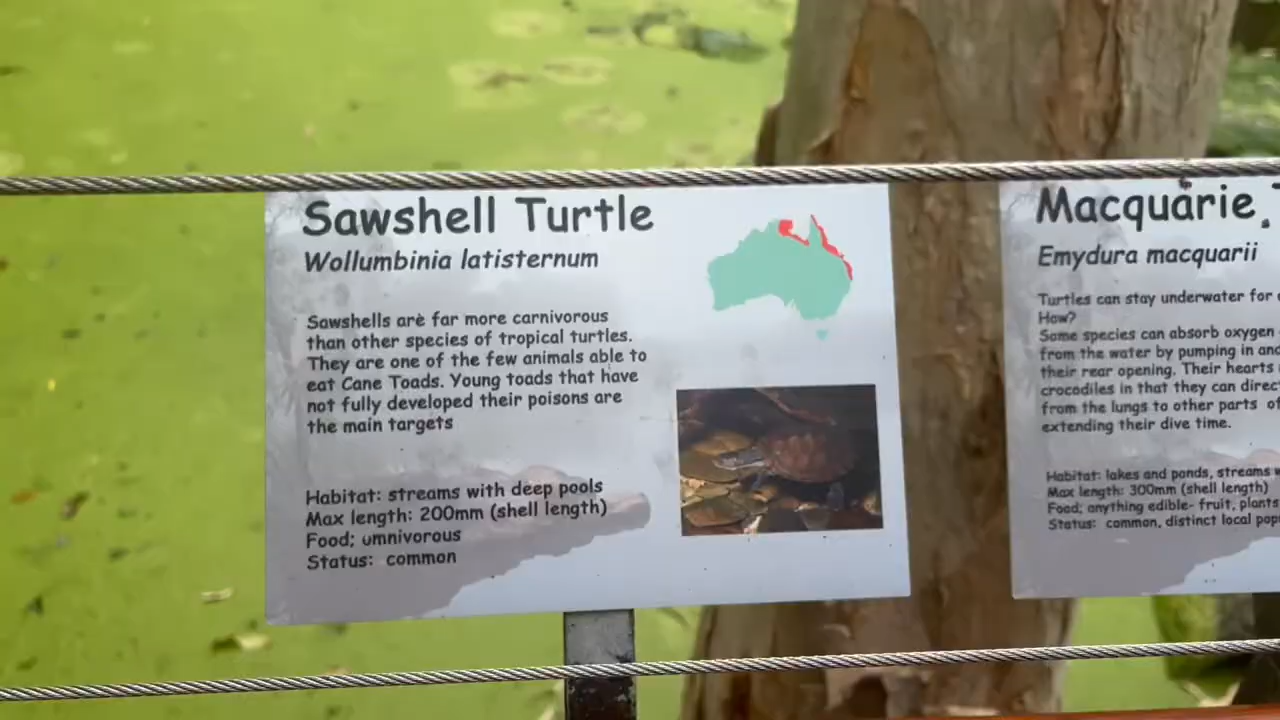 Sawshell Turtle
Wollumbinia latisternum
Sawshells are far more carnivorous
than other species of tropical turtles.
They are one of the few animals able to
eat Cane Toads. Young toads that have
not fully developed their poisons are
the main targets
Habitat: streams with deep pools
Max length: 200mm (shell length)
Food; omnivorous
Status: common
Macquarie
Emydura macquarii
Turtles can stay underwater for
How?
Some species can absorb oxygen
from the water by pumping in and
their rear opening. Their hearts
crocodiles in that they can direc
from the lungs to other parts of
extending their dive time.
Habitat: lakes and ponds, streams w
Max length: 300mm (shell length)
Food; anything edible- fruit, plants
Status: common, distinct local pop